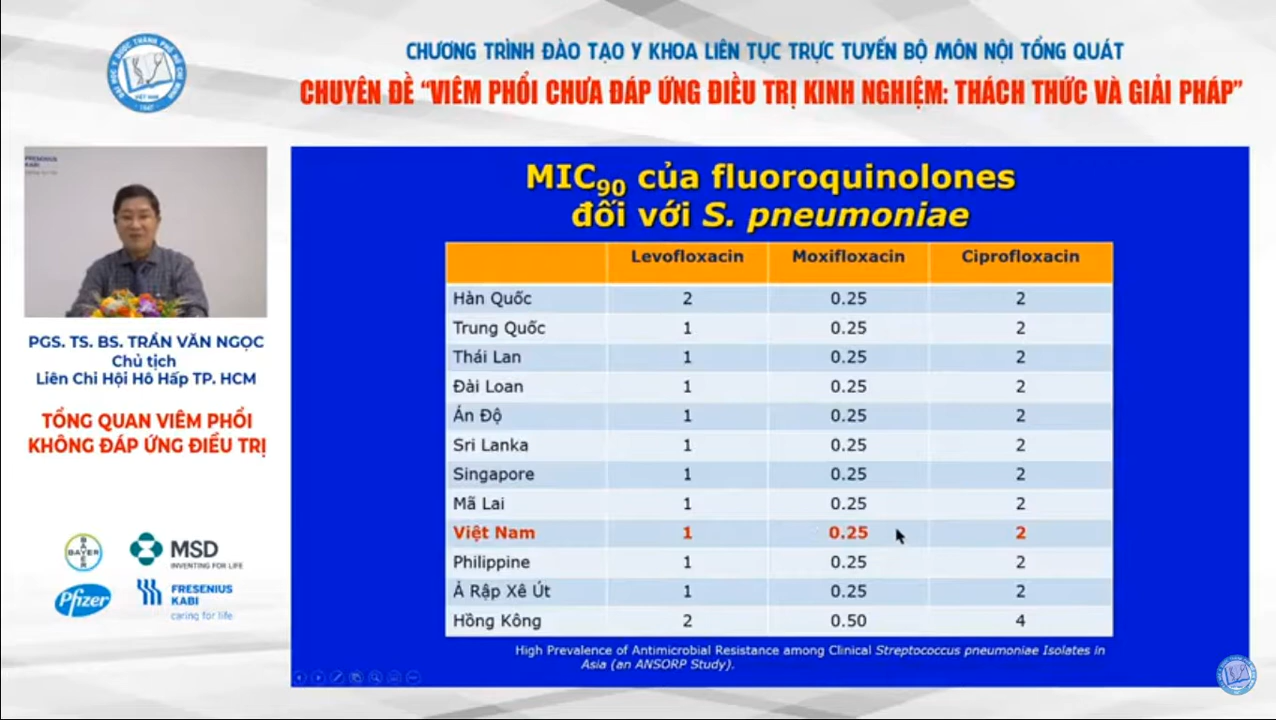 CHƯƠNG TRÌNH ĐÀO TẠO Y KHOA LIÊN TỤC TRỰC TUYẾN BỘ MÔN NỘI TỔNG QUÁT
CHUYÊN ĐỀ “VIÊM PHỔI CHƯA ĐÁP ỨNG ĐIỀU TRỊ KINH NGHIỆM: THÁCH THỨC VÀ GIẢI PHÁP”
FRESENIUS
KABI
PGS. TS. BS. TRẦN VĂN NGỌC
Chủ tịch
Liên Chi Hội Hô Hấp TP. HCM
TỔNG QUAN VIÊM PHỔI
KHÔNG ĐÁP ỨNG ĐIỀU TRỊ
BAYER
MSD
INVENTING FOR LIFE
Pfizer
FRESENIUS
KABI
caring for life
MIC90 của fluoroquinolones
đối với S. pneumoniae
Levofloxacin Moxifloxacin Ciprofloxacin
Hàn Quốc 2 0.25 2
Trung Quốc 1 0.25 2
Thái Lan 1 0.25 2
Đài Loan 1 0.25 2
Ấn Độ 1 0.25 2
Sri Lanka 1 0.25 2
Singapore 1 0.25 2
Mã Lai 1 0.25 2
Việt Nam 1 0.25 2
Philippine 1 0.25 2
Ả Rập Xê Út 1 0.25 2
Hồng Kông 2 0.50 4
High Prevalence of Antimicrobial Resistance among Clinical Streptococcus pneumoniae Isolates in
Asia (an ANSORP Study).